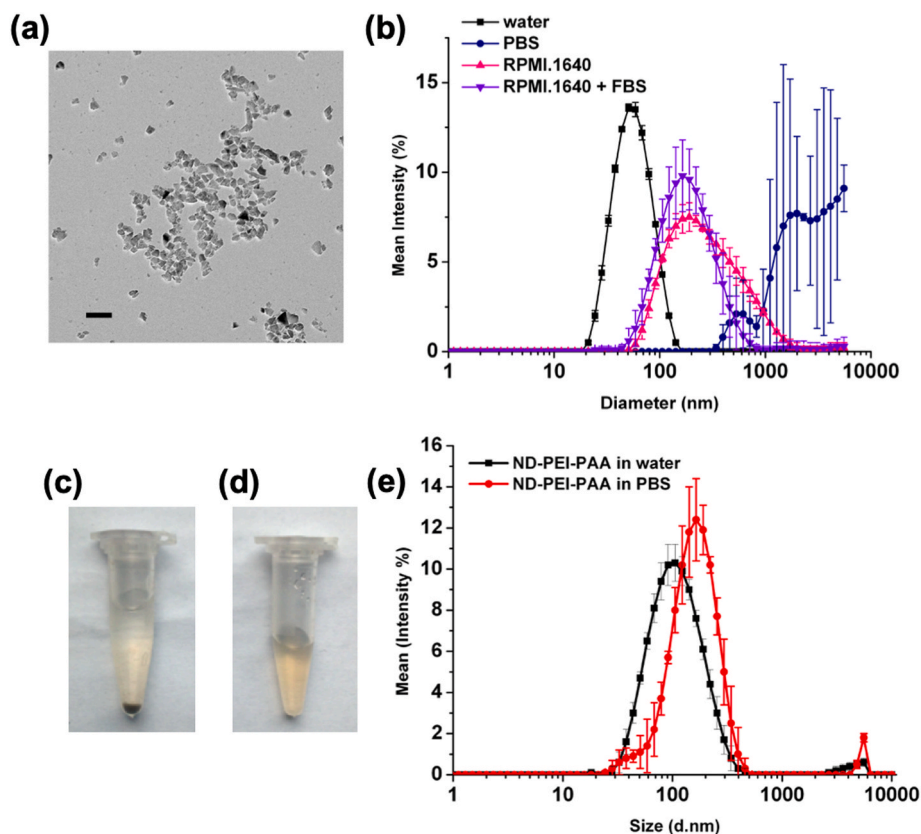 (a)
(b)
water
PBS
RPMI.1640
RPMI.1640 + FBS
Mean Intensity (%)
15
10
5
0
1
10
100
1000
10000
Diameter (nm)
(c)
(d)
(e)
ND-PEI-PAA in water
ND-PEI-PAA in PBS
Mean (Intensity %)
16
14
12
10
8
6
4
2
0
1
10
100
1000
10000
Size (d.nm)